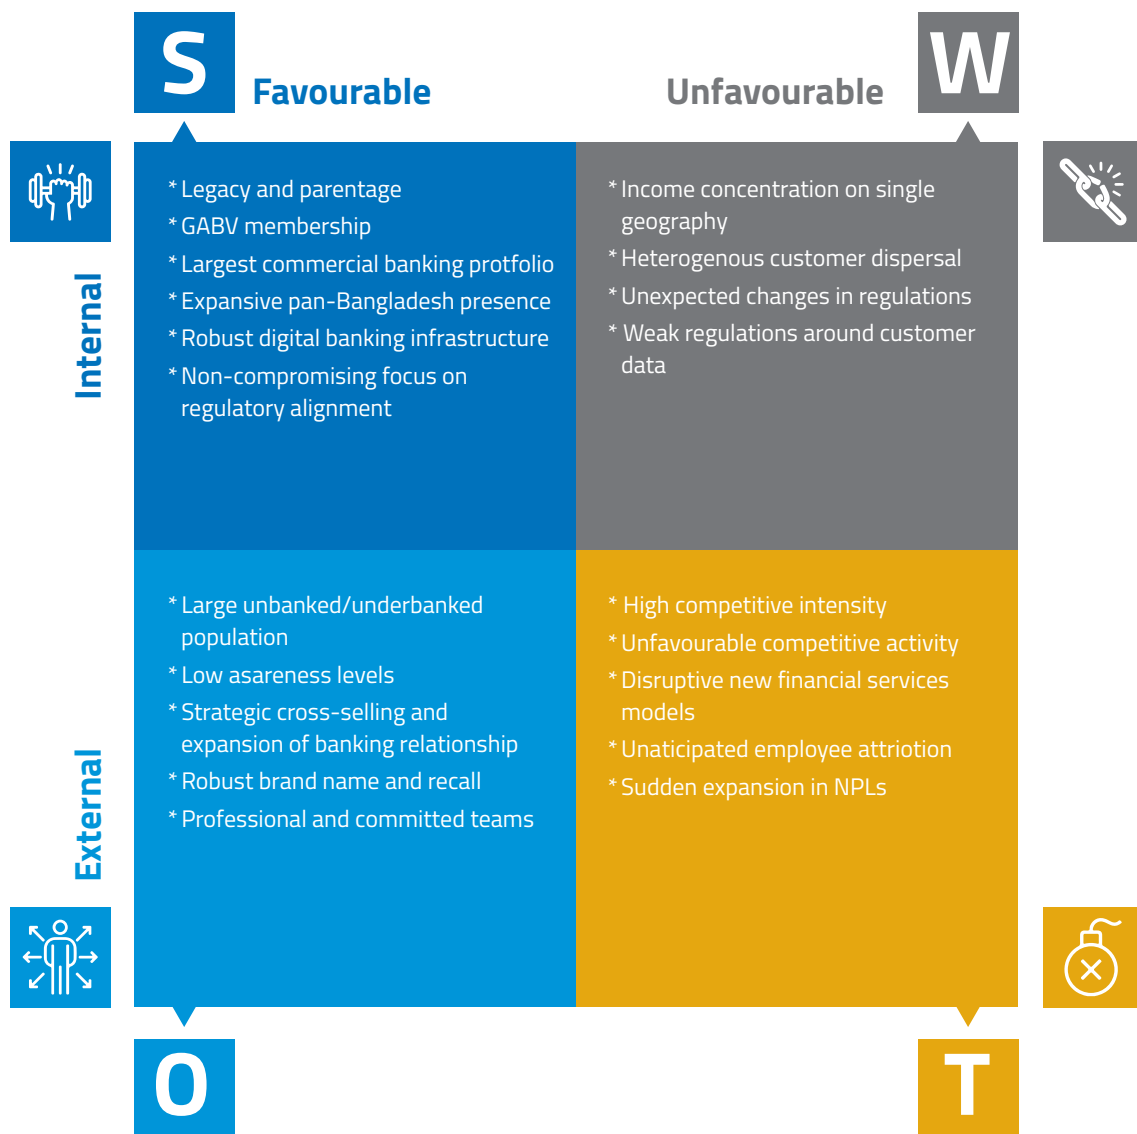 S
Favourable
Unfavourable
W
Internal
* Legacy and parentage
* GABV membership
* Largest commercial banking protfolio
* Expansive pan-Bangladesh presence
* Robust digital banking infrastructure
* Non-compromising focus on
regulatory alignment
* Income concentration on single
geography
* Heterogenous customer dispersal
* Unexpected changes in regulations
* Weak regulations around customer
data
External
* Large unbanked/underbanked
population
* Low asareness levels
* Strategic cross-selling and
expansion of banking relationship
* Robust brand name and recall
* Professional and committed teams
* High competitive intensity
* Unfavourable competitive activity
* Disruptive new financial services
models
* Unaticipated employee attriotion
* Sudden expansion in NPLs
O
T